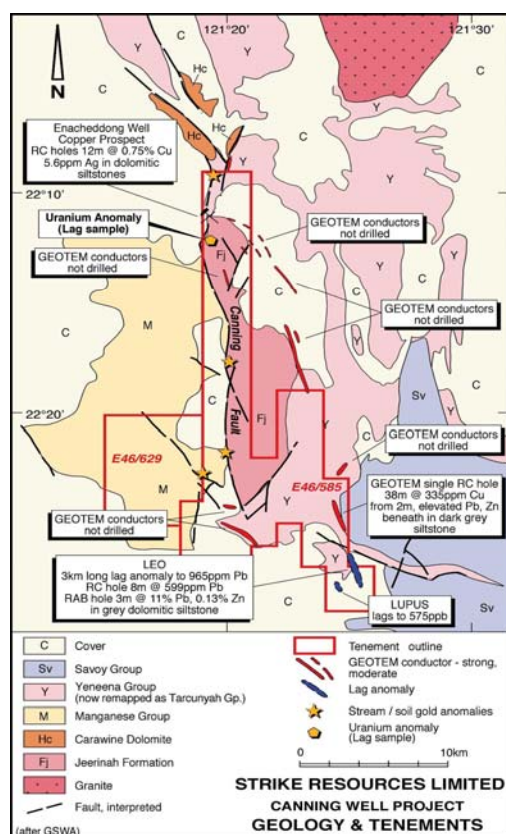 121°20'
121°30'
C
Y
C
Y
Hc
C
N
Hc
Hc
Hc
Y
Y
C
Enacheddong Well
Copper Prospect
RC holes 12m @ 0.75% Cu
5.6ppm Ag in dolomitic
siltstones
22°10'
Uranium Anomaly
(Lag sample)
GEOTEM conductors
not drilled
GEOTEM conductors
not drilled
Fj
Y
Y
C
C
GEOTEM conductors
not drilled
M
C
Y
Canning
Fault
C
Y
C
Sv
22°20'
Fj
Y
C
GEOTEM conductors
not drilled
E46/629
E46/585
M
Y
GEOTEM single RC hole
38m @ 335ppm Cu
from 2m, elevated Pb, Zn
beneath in dark grey
siltstone
GEOTEM conductors
not drilled
C
LEO
3km long lag anomaly to 965ppm Pb
RC hole 8m @ 599ppm Pb
RAB hole 3m @ 11% Pb, 0.13% Zn
in grey dolomitic siltstone
Y
Y
C
LUPUS
lags to 575ppb
Sv
C Cover
Sv Savoy Group
Y Yeneena Group
(now remapped as Tarcunyah Gp.)
M Manganese Group
Hc Carawine Dolomite
Fj Jeerinah Formation
Granite
Fault, interpreted
(after GSWA)
Tenement outline
GEOTEM conductor - strong,
moderate
Lag anomaly
Stream / soil gold anomalies
Uranium anomaly
(Lag sample)
0 10km
STRIKE RESOURCES LIMITED
CANNING WELL PROJECT
GEOLOGY & TENEMENTS